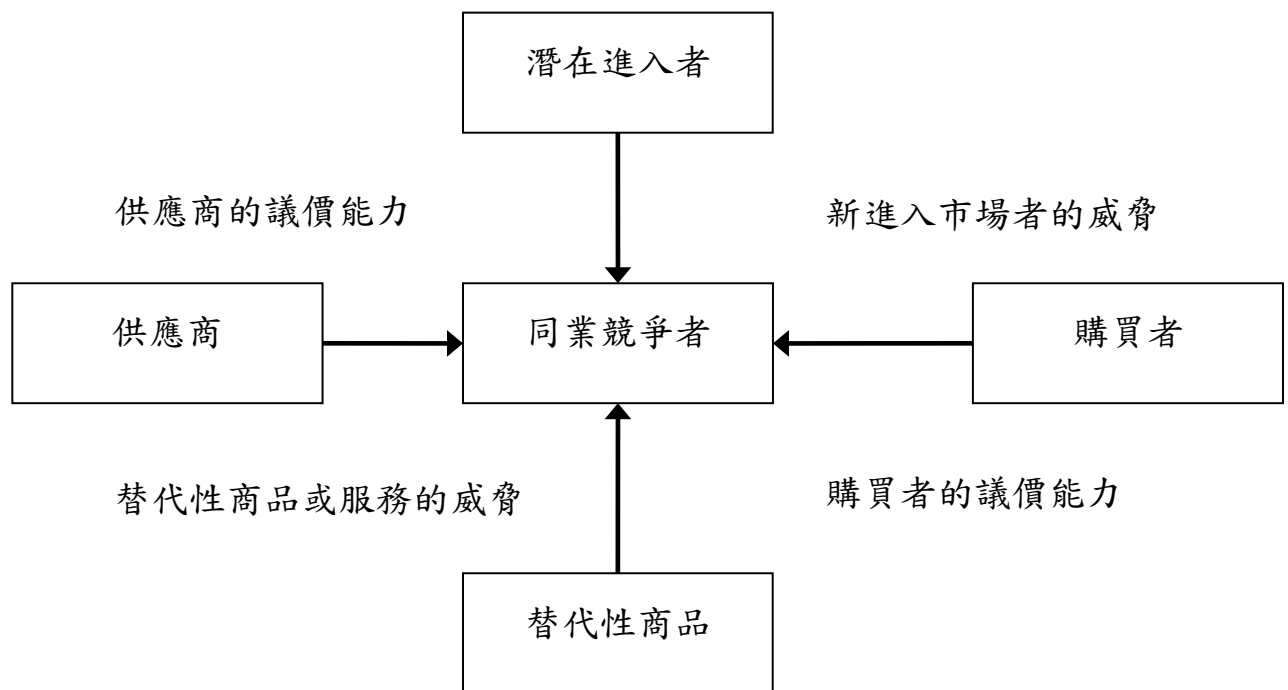 潛在進入者
供應商的議價能力
新進入市場者的威脅
供應商
同業競爭者
購買者
替代性商品或服務的威脅
購買者的議價能力
替代性商品